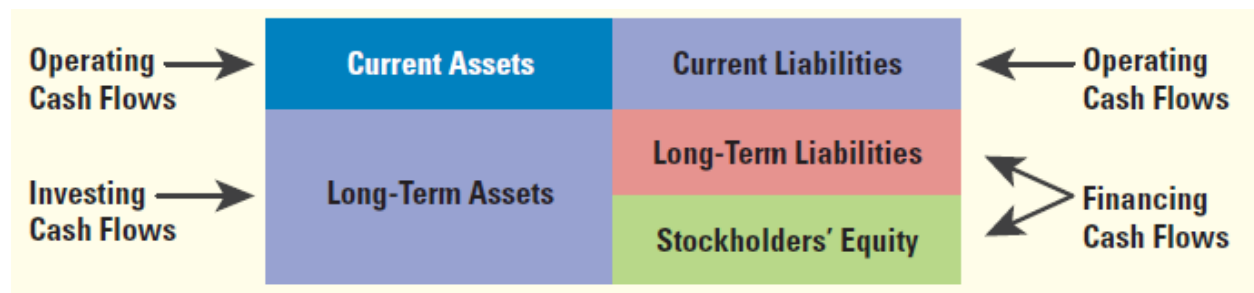 Operating
Cash Flows
Current Assets
Current Liabilities
Operating
Cash Flows
Investing
Cash Flows
Long-Term Assets
Long-Term Liabilities
Stockholders’ Equity
Financing
Cash Flows